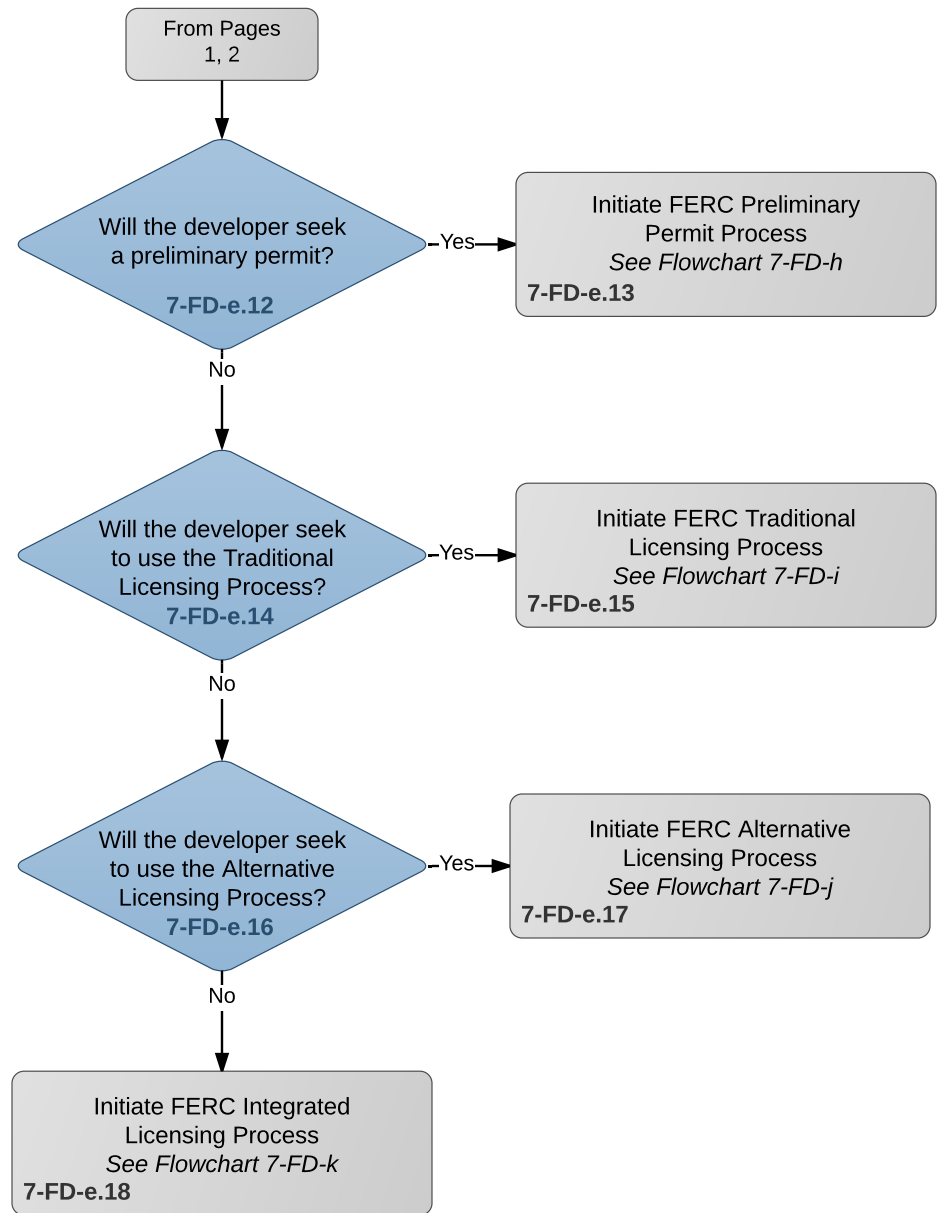 From Pages
1, 2
Will the developer seek
a preliminary permit?
7-FD-e.12
Yes
Initiate FERC Preliminary
Permit Process
See Flowchart 7-FD-h
7-FD-e.13
No
Will the developer seek
to use the Traditional
Licensing Process?
7-FD-e.14
Yes
Initiate FERC Traditional
Licensing Process
See Flowchart 7-FD-i
7-FD-e.15
No
Will the developer seek
to use the Alternative
Licensing Process?
7-FD-e.16
Yes
Initiate FERC Alternative
Licensing Process
See Flowchart 7-FD-j
7-FD-e.17
No
Initiate FERC Integrated
Licensing Process
See Flowchart 7-FD-k
7-FD-e.18